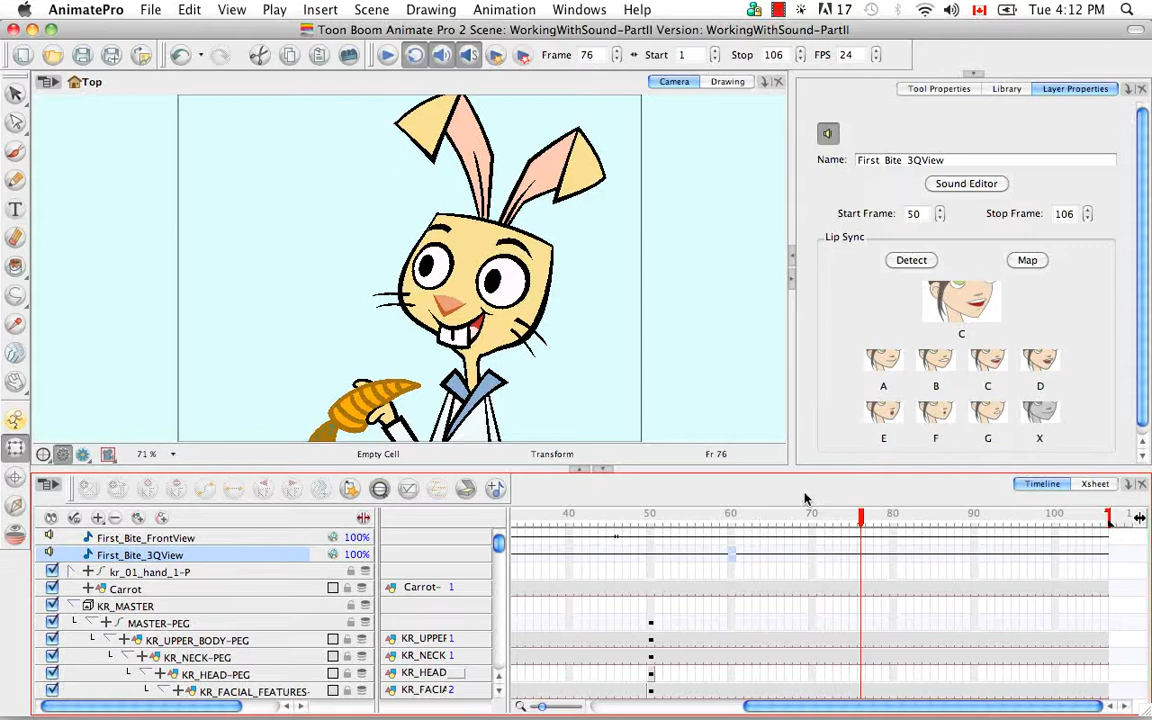 AnimatePro File Edit View Play Insert Scene Drawing Animation Windows Help 17 Tue 4:12 PM
Toon Boom Animate Pro 2 Scene: WorkingWithSound-PartII Version: WorkingWithSound-PartII
Frame 76 Start 1 Stop 106 FPS 24
Top Camera Drawing
Tool Properties Library Layer Properties
Name: First_Bite_3QView
Sound Editor
Start Frame: 50 Stop Frame: 106
Lip Sync
Detect Map
C
A B C D
E F G X
71 % Empty Cell Transform Fr 76
Timeline Xsheet
40 50 60 70 80 90 100 1
First_Bite_FrontView 100%
First_Bite_3QView 100%
kr_01_hand_1-P
Carrot Carrot- 1
KR_MASTER
MASTER-PEG
KR_UPPER_BODY-PEG KR_UPPER 1
KR_NECK-PEG KR_NECK 1
KR_HEAD-PEG KR_HEAD
KR_FACIAL_FEATURES- KR_FACIA 2